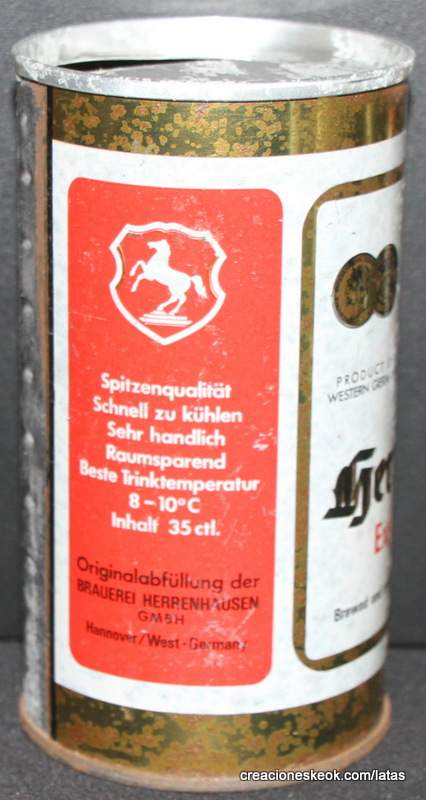 Spitzenqualität
Schnell zu kühlen
Sehr handlich
Raumsparend
Beste Trinktemperatur
8-10°C
Inhalt 35 ctl.
Originalabfüllung der
BRAUEREI HERRENHAUSEN
GMBH
Hannover/West-Germany
PRODUCT
WESTERN
Brewed
creacioneskeok.com/latas